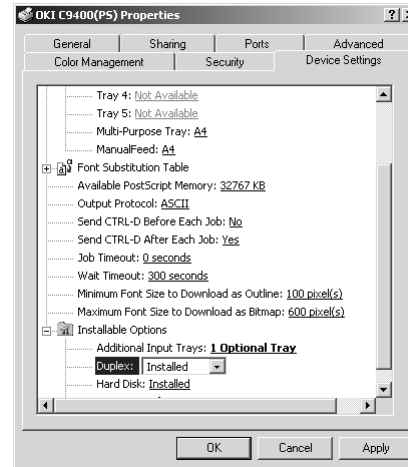 OKI C9400(PS) Properties
General Sharing Ports Advanced
Color Management Security Device Settings
Tray 4: Not Available
Tray 5: Not Available
Multi-Purpose Tray: A4
ManualFeed: A4
Font Substitution Table
Available PostScript Memory: 32767 KB
Output Protocol: ASCII
Send CTRL-D Before Each Job: No
Send CTRL-D After Each Job: Yes
Job Timeout: 0 seconds
Wait Timeout: 300 seconds
Minimum Font Size to Download as Outline: 100 pixel(s)
Maximum Font Size to Download as Bitmap: 600 pixel(s)
Installable Options
Additional Input Trays: 1 Optional Tray
Duplex: Installed
Hard Disk: Installed
OK Cancel Apply